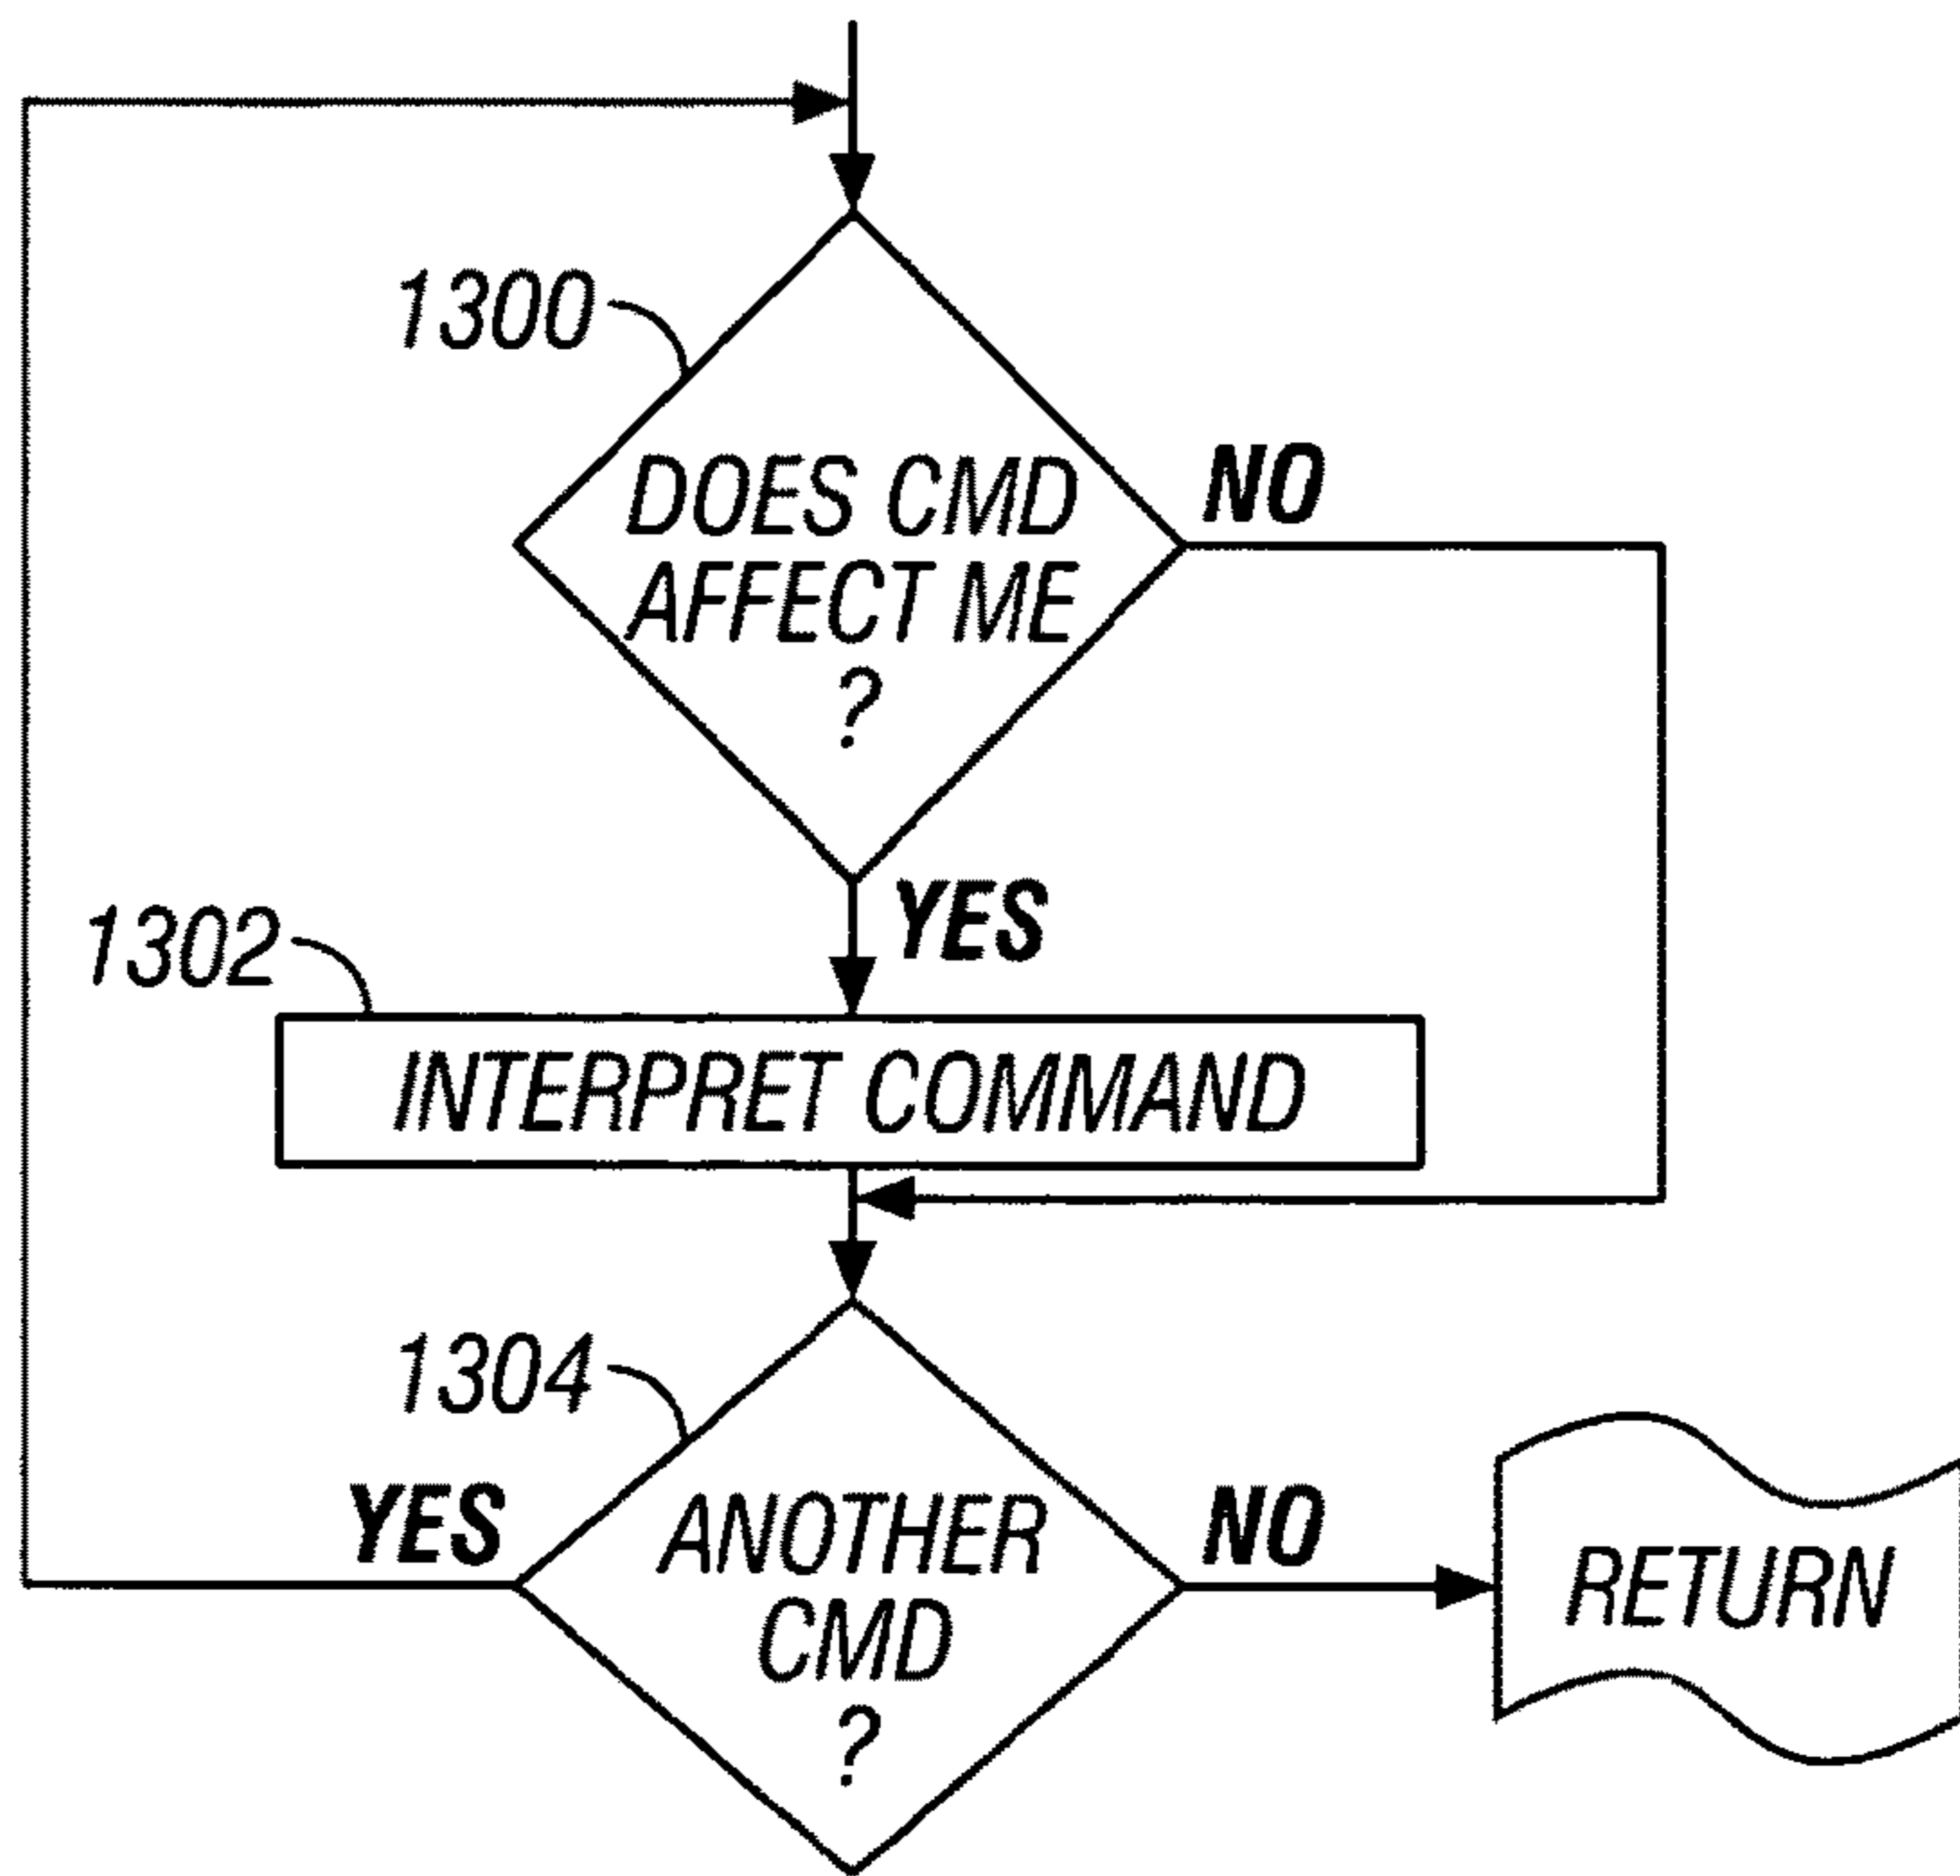 1300
DOES CMD
AFFECT ME
?
NO
YES
1302
INTERPRET COMMAND
1304
YES
ANOTHER
CMD
?
NO
RETURN